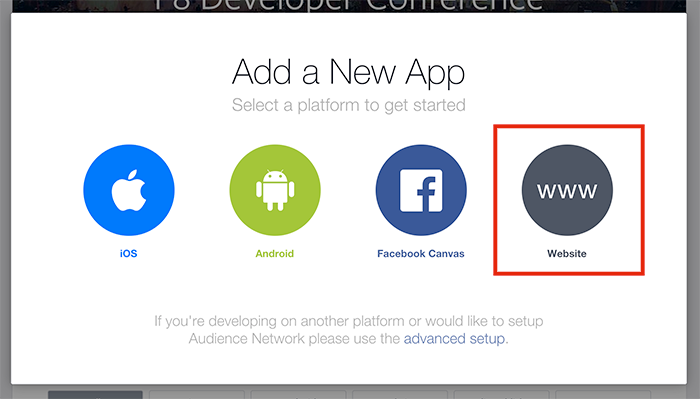 F8 Developer Conference
Add a New App
Select a platform to get started
www
iOS
Android
Facebook Canvas
Website
If you're developing on another platform or would like to setup
Audience Network please use the advanced setup.